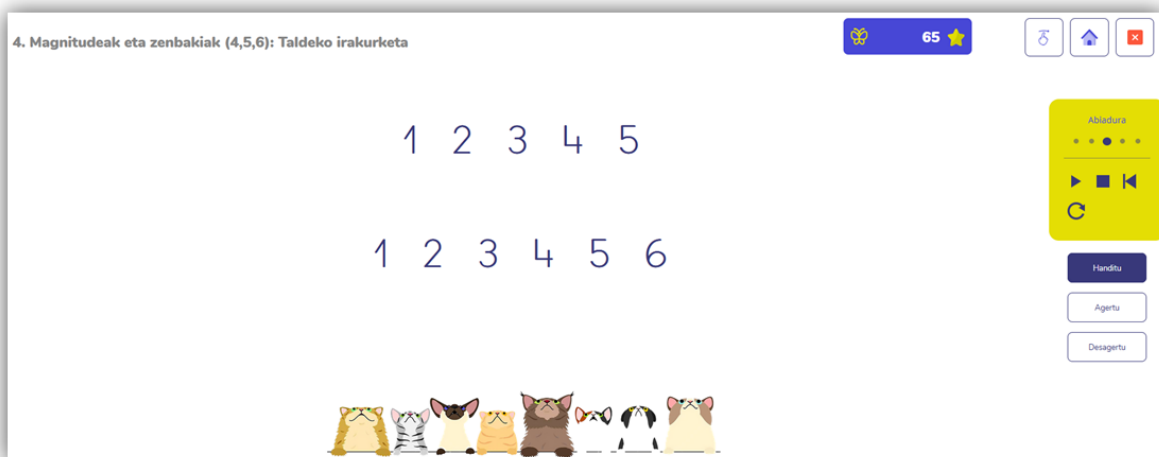 4. Magnitudeak eta zenbakiak (4,5,6): Taldeko irakurketa
65
Abiadura
1 2 3 4 5
1 2 3 4 5 6
Handitu
Agertu
Desagertu